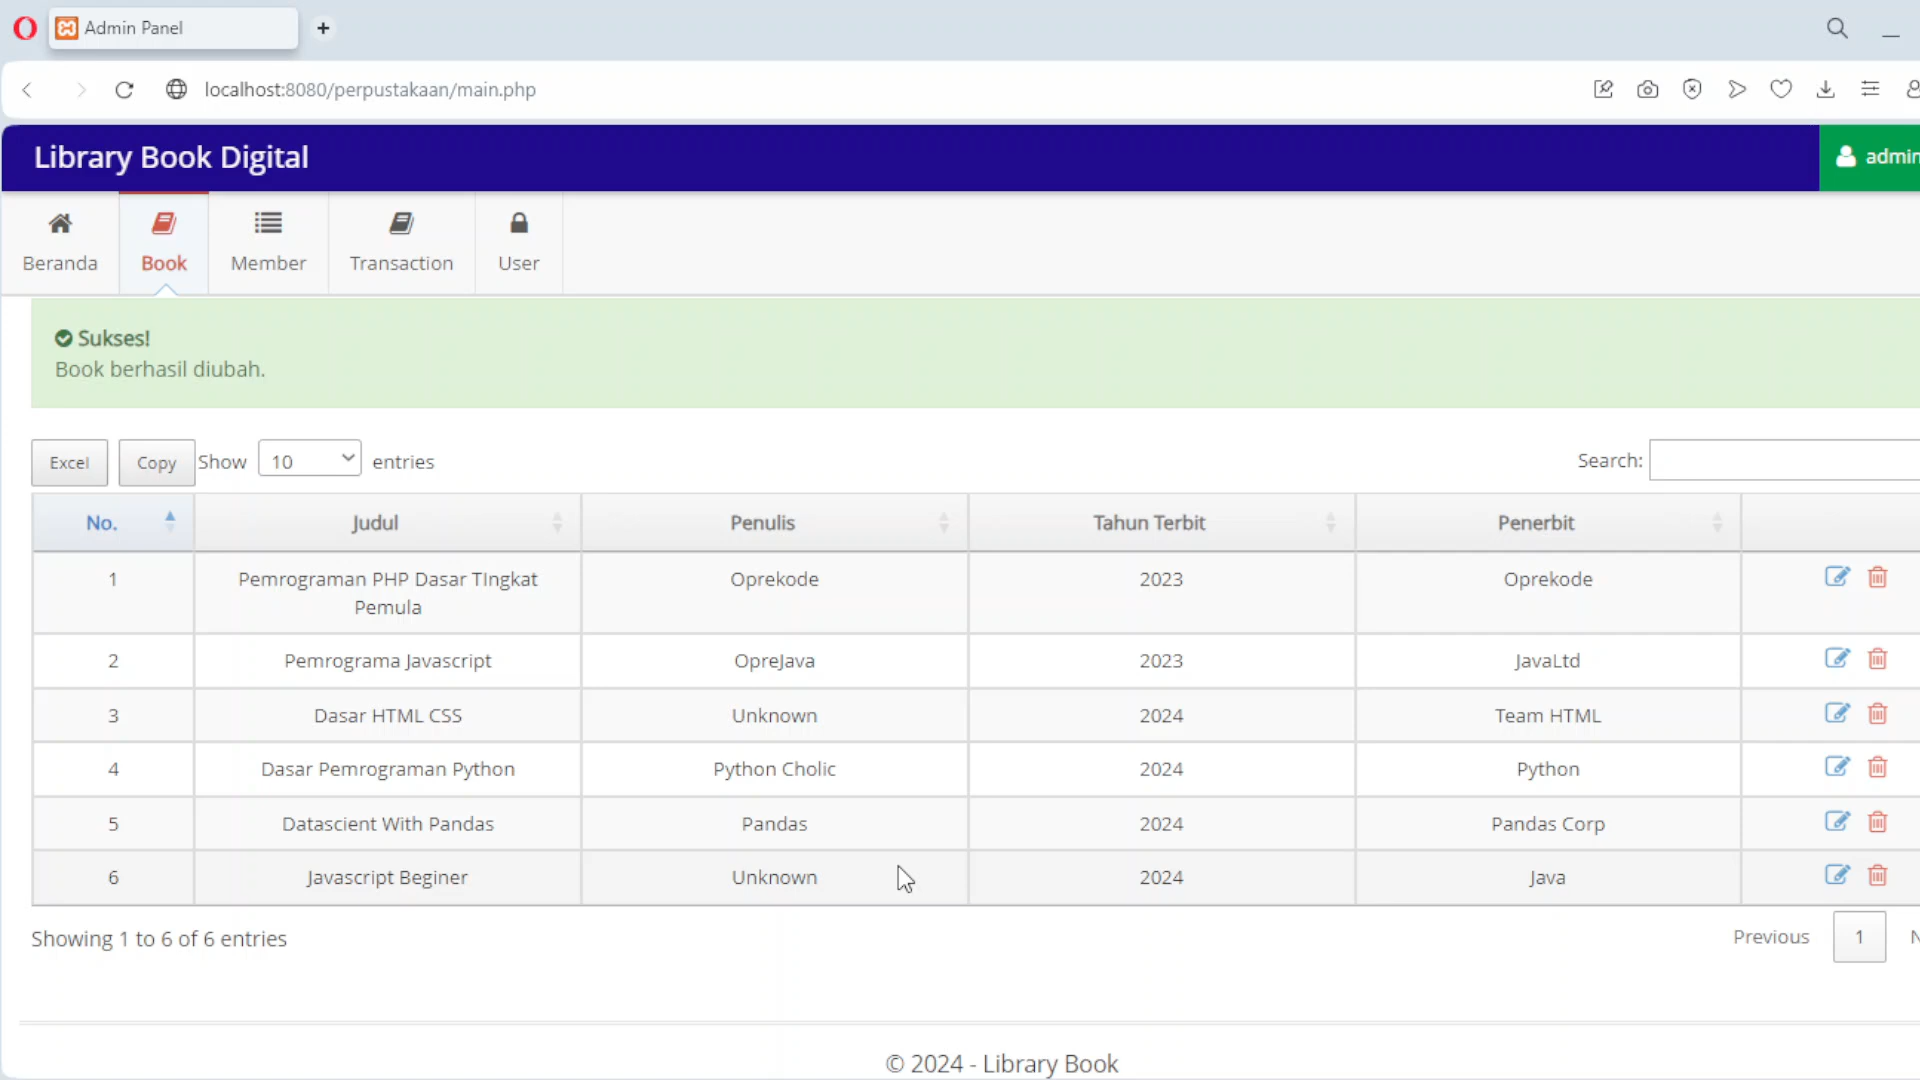 Admin Panel
localhost:8080/perpustakaan/main.php
Library Book Digital
admin
Beranda
Book
Member
Transaction
User
Sukses!
Book berhasil diubah.
Excel
Copy
Show 10 entries
Search:
No. Judul Penulis Tahun Terbit Penerbit
1 Pemrograman PHP Dasar TIngkat Oprekode 2023 Oprekode
Pemula
2 Pemrograma Javascript OpreJava 2023 JavaLtd
3 Dasar HTML CSS Unknown 2024 Team HTML
4 Dasar Pemrograman Python Python Cholic 2024 Python
5 Datascient With Pandas Pandas 2024 Pandas Corp
6 Javascript Beginer Unknown 2024 Java
Showing 1 to 6 of 6 entries
Previous 1
© 2024 - Library Book